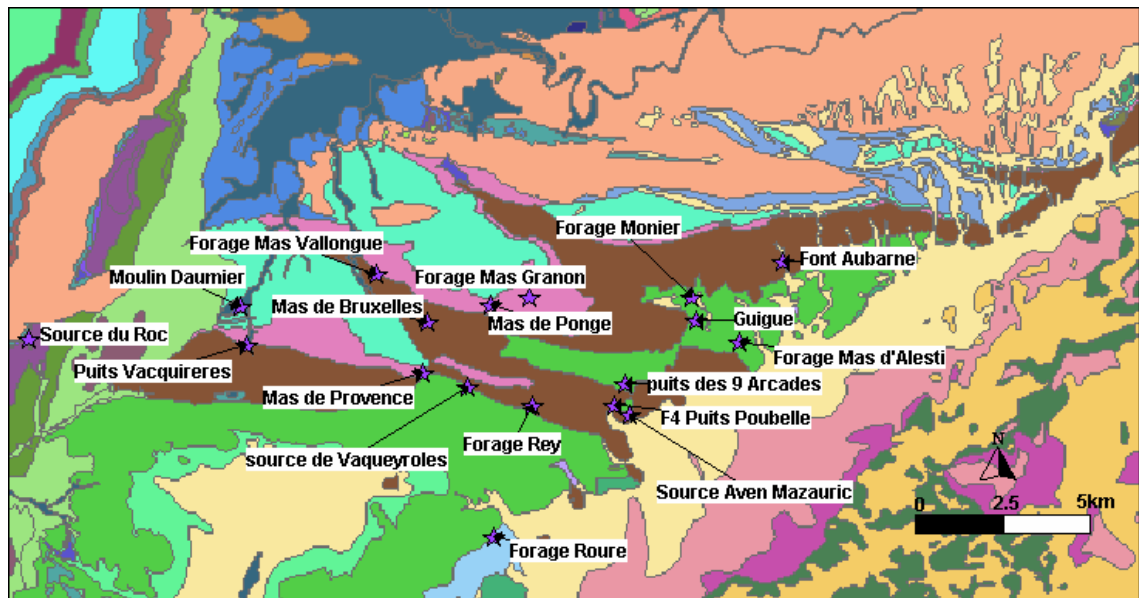 Forage Monier
Forage Mas Vallongue
Font Aubarne
Moulin Daumier
Forage Mas Granon
Mas de Bruxelles
Mas de Ponge
Guigue
Source du Roc
Forage Mas d'Alesti
Puits Vacquireres
puits des 9 Arcades
Mas de Provence
F4 Puits Poubelle
Forage Rey
source de Vaqueyroles
Source Aven Mazauric
N
0 2.5 5km
Forage Roure